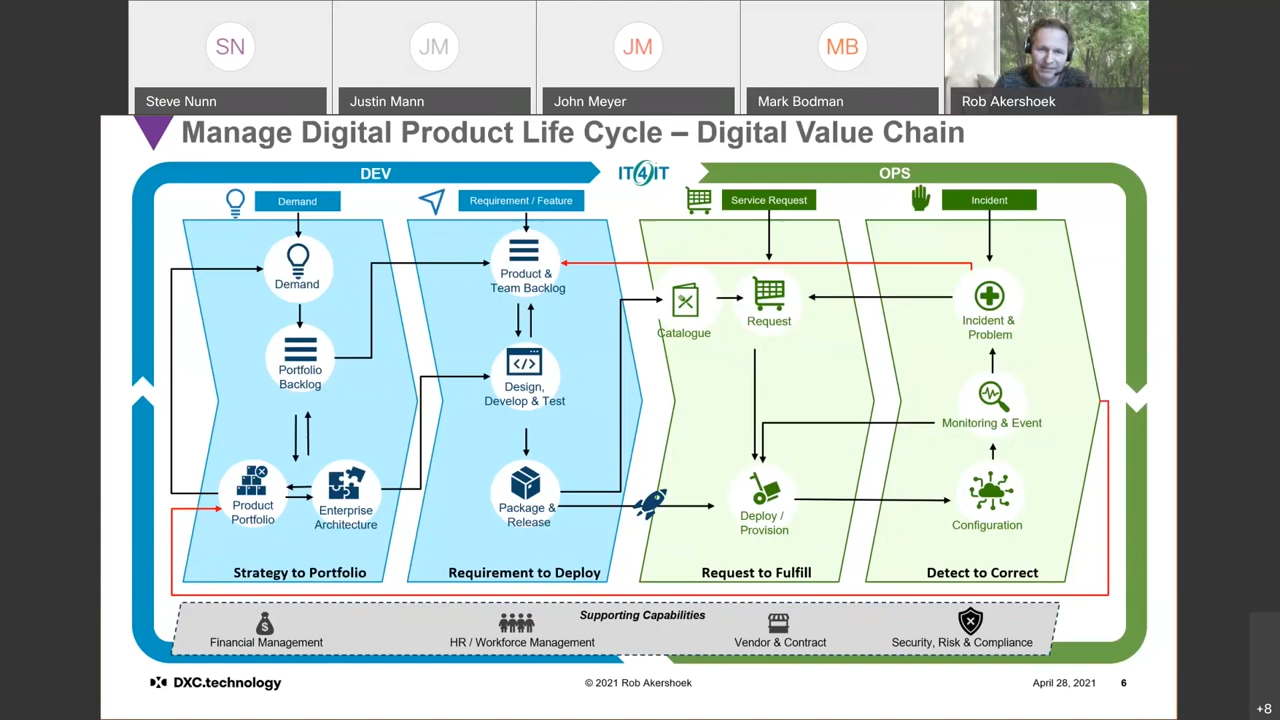 SN
JM
JM
MB
Steve Nunn
Justin Mann
John Meyer
Mark Bodman
Rob Akershoek
Manage Digital Product Life Cycle – Digital Value Chain
DEV
IT4IT
OPS
Demand
Requirement / Feature
Service Request
Incident
Demand
Portfolio
Backlog
Product
Portfolio
Enterprise
Architecture
Strategy to Portfolio
Product &
Team Backlog
Design,
Develop & Test
Package &
Release
Requirement to Deploy
Catalogue
Request
Deploy /
Provision
Request to Fulfill
Incident &
Problem
Monitoring & Event
Configuration
Detect to Correct
Supporting Capabilities
Financial Management
HR / Workforce Management
Vendor & Contract
Security, Risk & Compliance
DXC.technology
© 2021 Rob Akershoek
April 28, 2021
6
+8